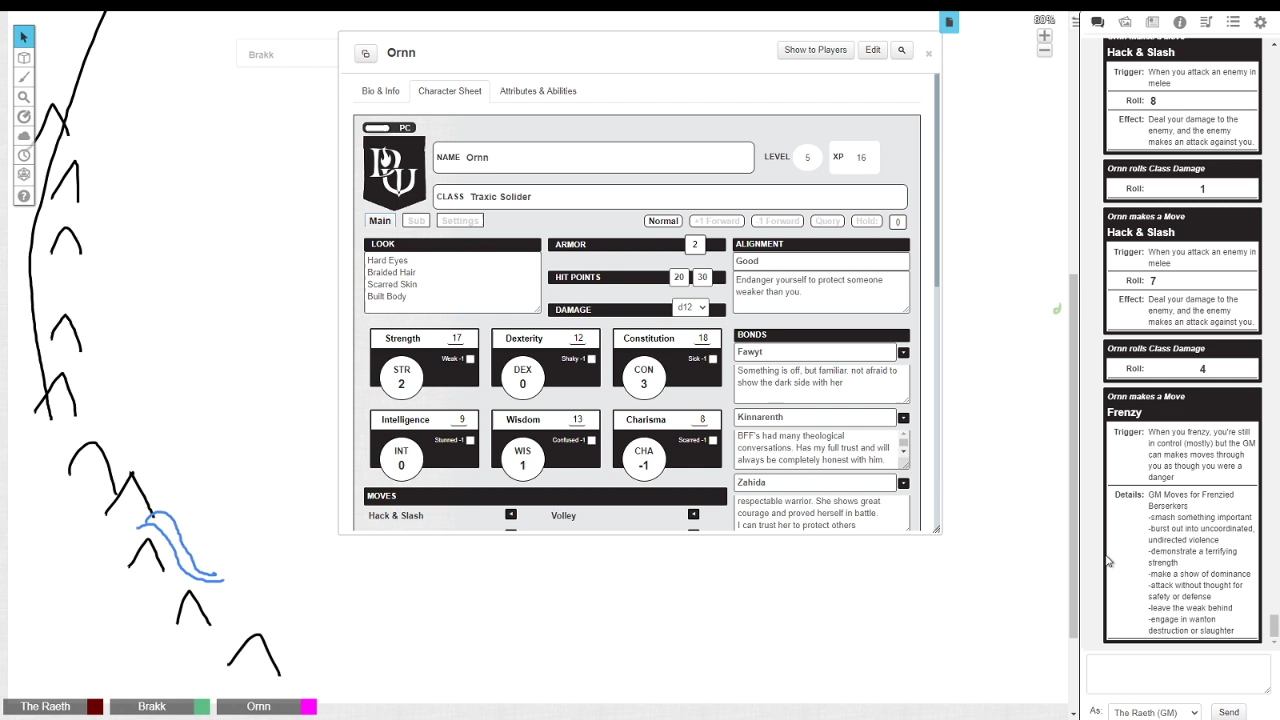 Brakk
80%
Ornn
Show to Players
Edit
Bio & Info
Character Sheet
Attributes & Abilities
PC
NAME Ornn
LEVEL 5
XP 16
CLASS Traxic Solider
Main
Sub
Settings
Normal
+1 Forward
-1 Forward
Query
Hold:
0
LOOK
Hard Eyes
Braided Hair
Scarred Skin
Built Body
ARMOR 2
HIT POINTS 20 30
DAMAGE d12
ALIGNMENT
Good
Endanger yourself to protect someone
weaker than you.
Strength 17
Weak -1
STR
2
Dexterity 12
Shaky -1
DEX
0
Constitution 18
Sick -1
CON
3
Intelligence 9
Stunned -1
INT
0
Wisdom 13
Confused -1
WIS
1
Charisma 8
Scarred -1
CHA
-1
BONDS
Fawyt
Something is off, but familiar. not afraid to
show the dark side with her
Kinnarenth
BFF's had many theological
conversations. Has my full trust and will
always be completely honest with him.
Zahida
respectable warrior. She shows great
courage and proved herself in battle.
I can trust her to protect others
MOVES
Hack & Slash
Volley
Ornn makes a Move
Hack & Slash
Trigger: When you attack an enemy in
melee
Roll: 8
Effect: Deal your damage to the
enemy, and the enemy
makes an attack against you.
Ornn rolls Class Damage
Roll: 1
Ornn makes a Move
Hack & Slash
Trigger: When you attack an enemy in
melee
Roll: 7
Effect: Deal your damage to the
enemy, and the enemy
makes an attack against you.
Ornn rolls Class Damage
Roll: 4
Ornn makes a Move
Frenzy
Trigger: When you frenzy, you're still
in control (mostly) but the GM
can makes moves through
you as though you were a
danger
Details: GM Moves for Frenzied
Berserkers
-smash something important
-burst out into uncoordinated,
undirected violence
-demonstrate a terrifying
strength
-make a show of dominance
-attack without thought for
safety or defense
-leave the weak behind
-engage in wanton
destruction or slaughter
As: The Raeth (GM)
Send
The Raeth
Brakk
Ornn